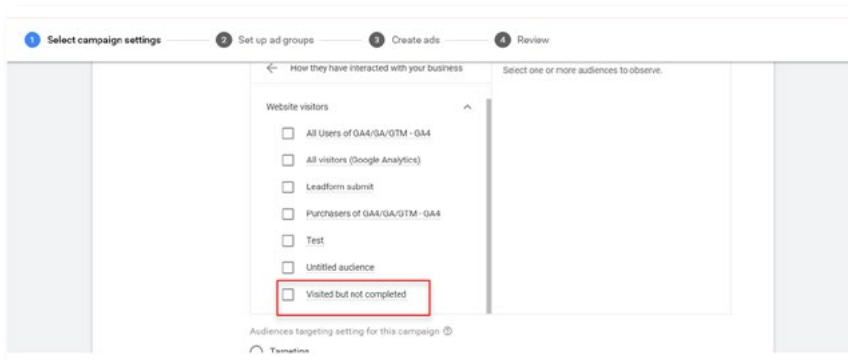 1 Select campaign settings 2 Set up ad groups 3 Create ads 4 Review
How they have interacted with your business
Select one or more audiences to observe.
Website visitors
All Users of GA4/GA/GTM - GA4
All visitors (Google Analytics)
Leadform submit
Purchasers of GA4/GA/GTM - GA4
Test
Untitled audience
Visited but not completed
Audiences targeting setting for this campaign
Targeting